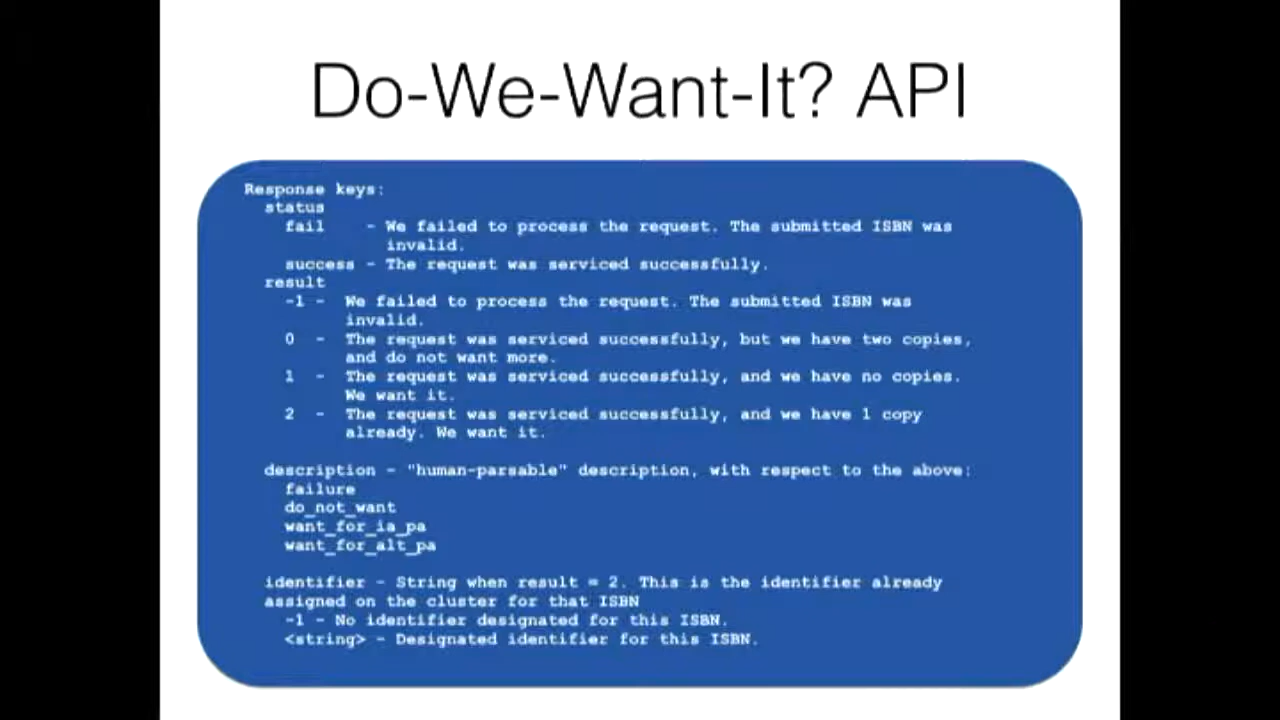 Do-We-Want-It? API
Response keys:
status
fail - We failed to process the request. The submitted ISBN was
invalid.
success - The request was serviced successfully.
result
-1 - We failed to process the request. The submitted ISBN was
invalid.
0 - The request was serviced successfully, but we have two copies,
and do not want more.
1 - The request was serviced successfully, and we have no copies.
We want it.
2 - The request was serviced successfully, and we have 1 copy
already. We want it.
description - "human-parsable" description, with respect to the above:
failure
do_not_want
want_for_ia_pa
want_for_alt_pa
identifier - String when result = 2. This is the identifier already
assigned on the cluster for that ISBN
-1 - No identifier designated for this ISBN.
<string> - Designated identifier for this ISBN.